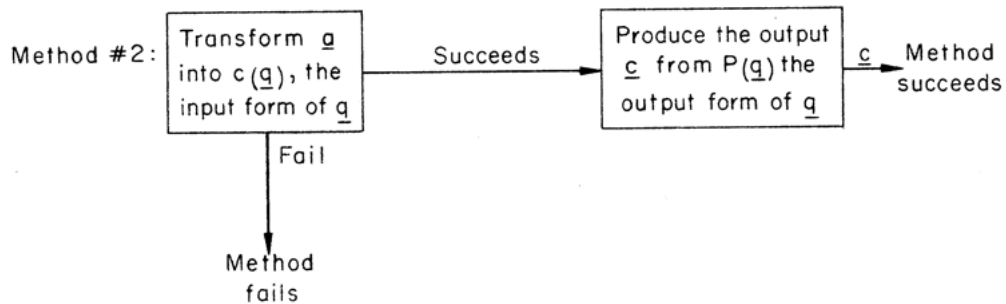 Method #2:
Transform a
into c(q), the
input form of q
Succeeds
Produce the output
c from P(q) the
output form of q
c
Method
succeeds
Fail
Method
fails